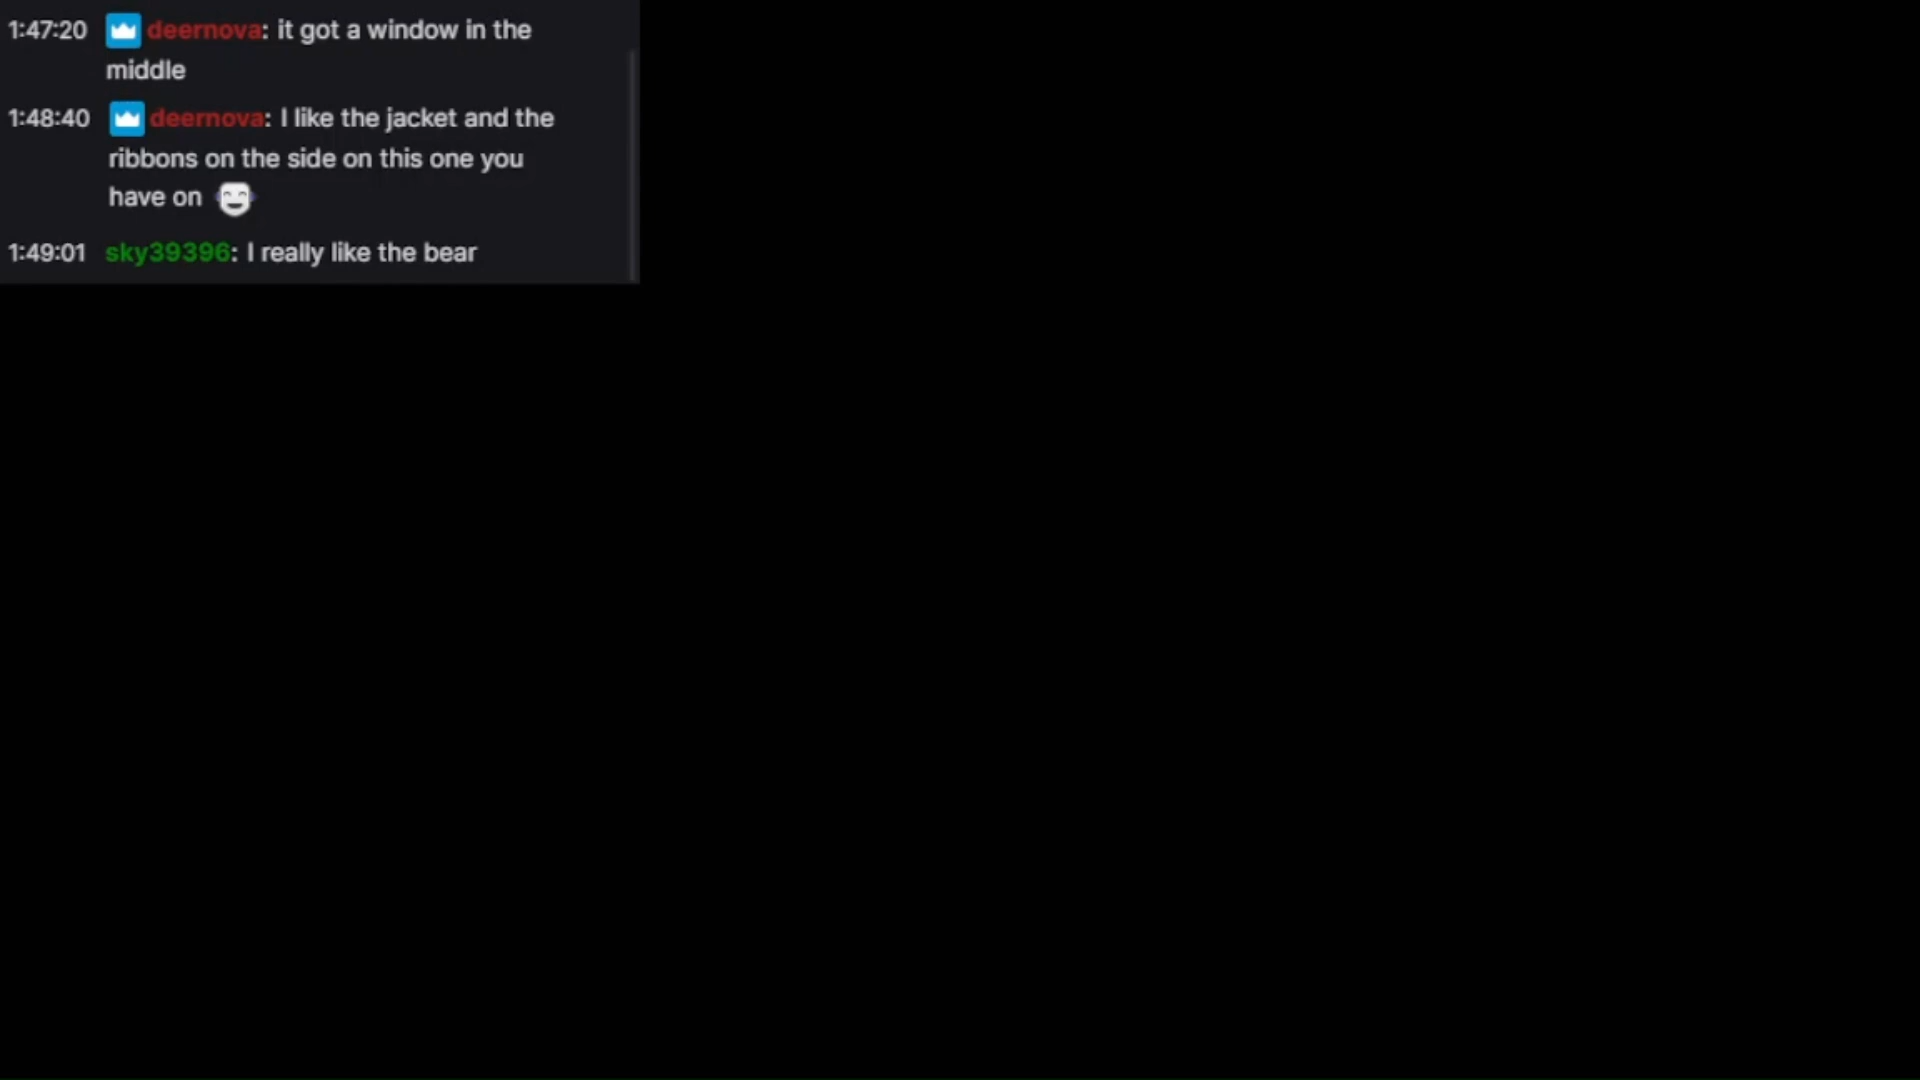 1:47:20 deernova: it got a window in the
middle
1:48:40 deernova: I like the jacket and the
ribbons on the side on this one you
have on
1:49:01 sky39396: I really like the bear